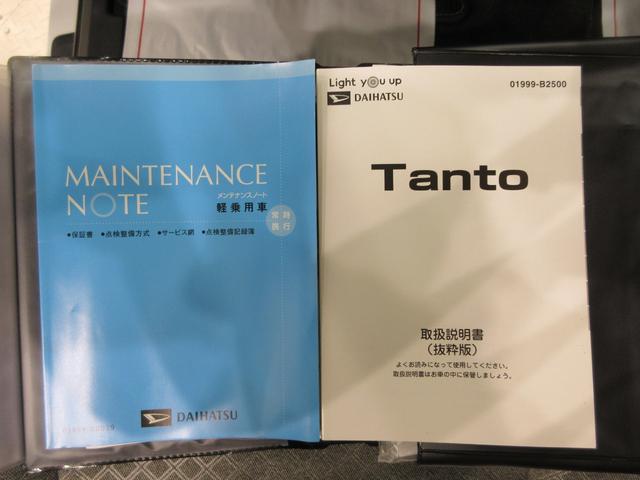 MAINTENANCE
NOTE
メンテナンスノート
軽乗用車
常時
携行
●保証書 ●点検整備方式 ●サービス網 ●点検整備記録簿
DAIHATSU
Light you up
DAIHATSU
01999-B2500
Tanto
取扱説明書
(抜粋版)
よくお読みになって使用してください。
取扱説明書はお車の中に保管しましょう。